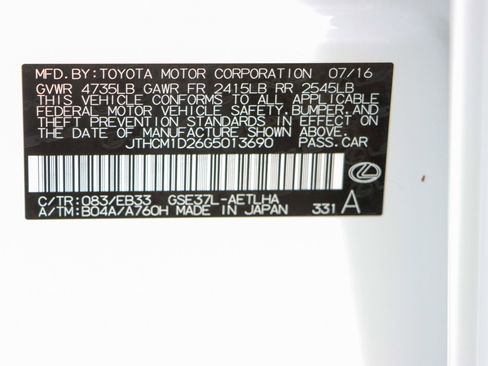 MFD. BY: TOYOTA MOTOR CORPORATION 07/16
GVWR 4735LB GAWR FR 2415LB RR 2545LB
THIS VEHICLE CONFORMS TO ALL APPLICABLE
FEDERAL MOTOR VEHICLE SAFETY, BUMPER, AND
THEFT PREVENTION STANDARDS IN EFFECT ON
THE DATE OF MANUFACTURE SHOWN ABOVE.
JTHCM1D26G5013690 PASS.CAR
C/TR: 083/EB33 GSE37L-AETLHA
A/TM: B04A/A760H MADE IN JAPAN 331 A